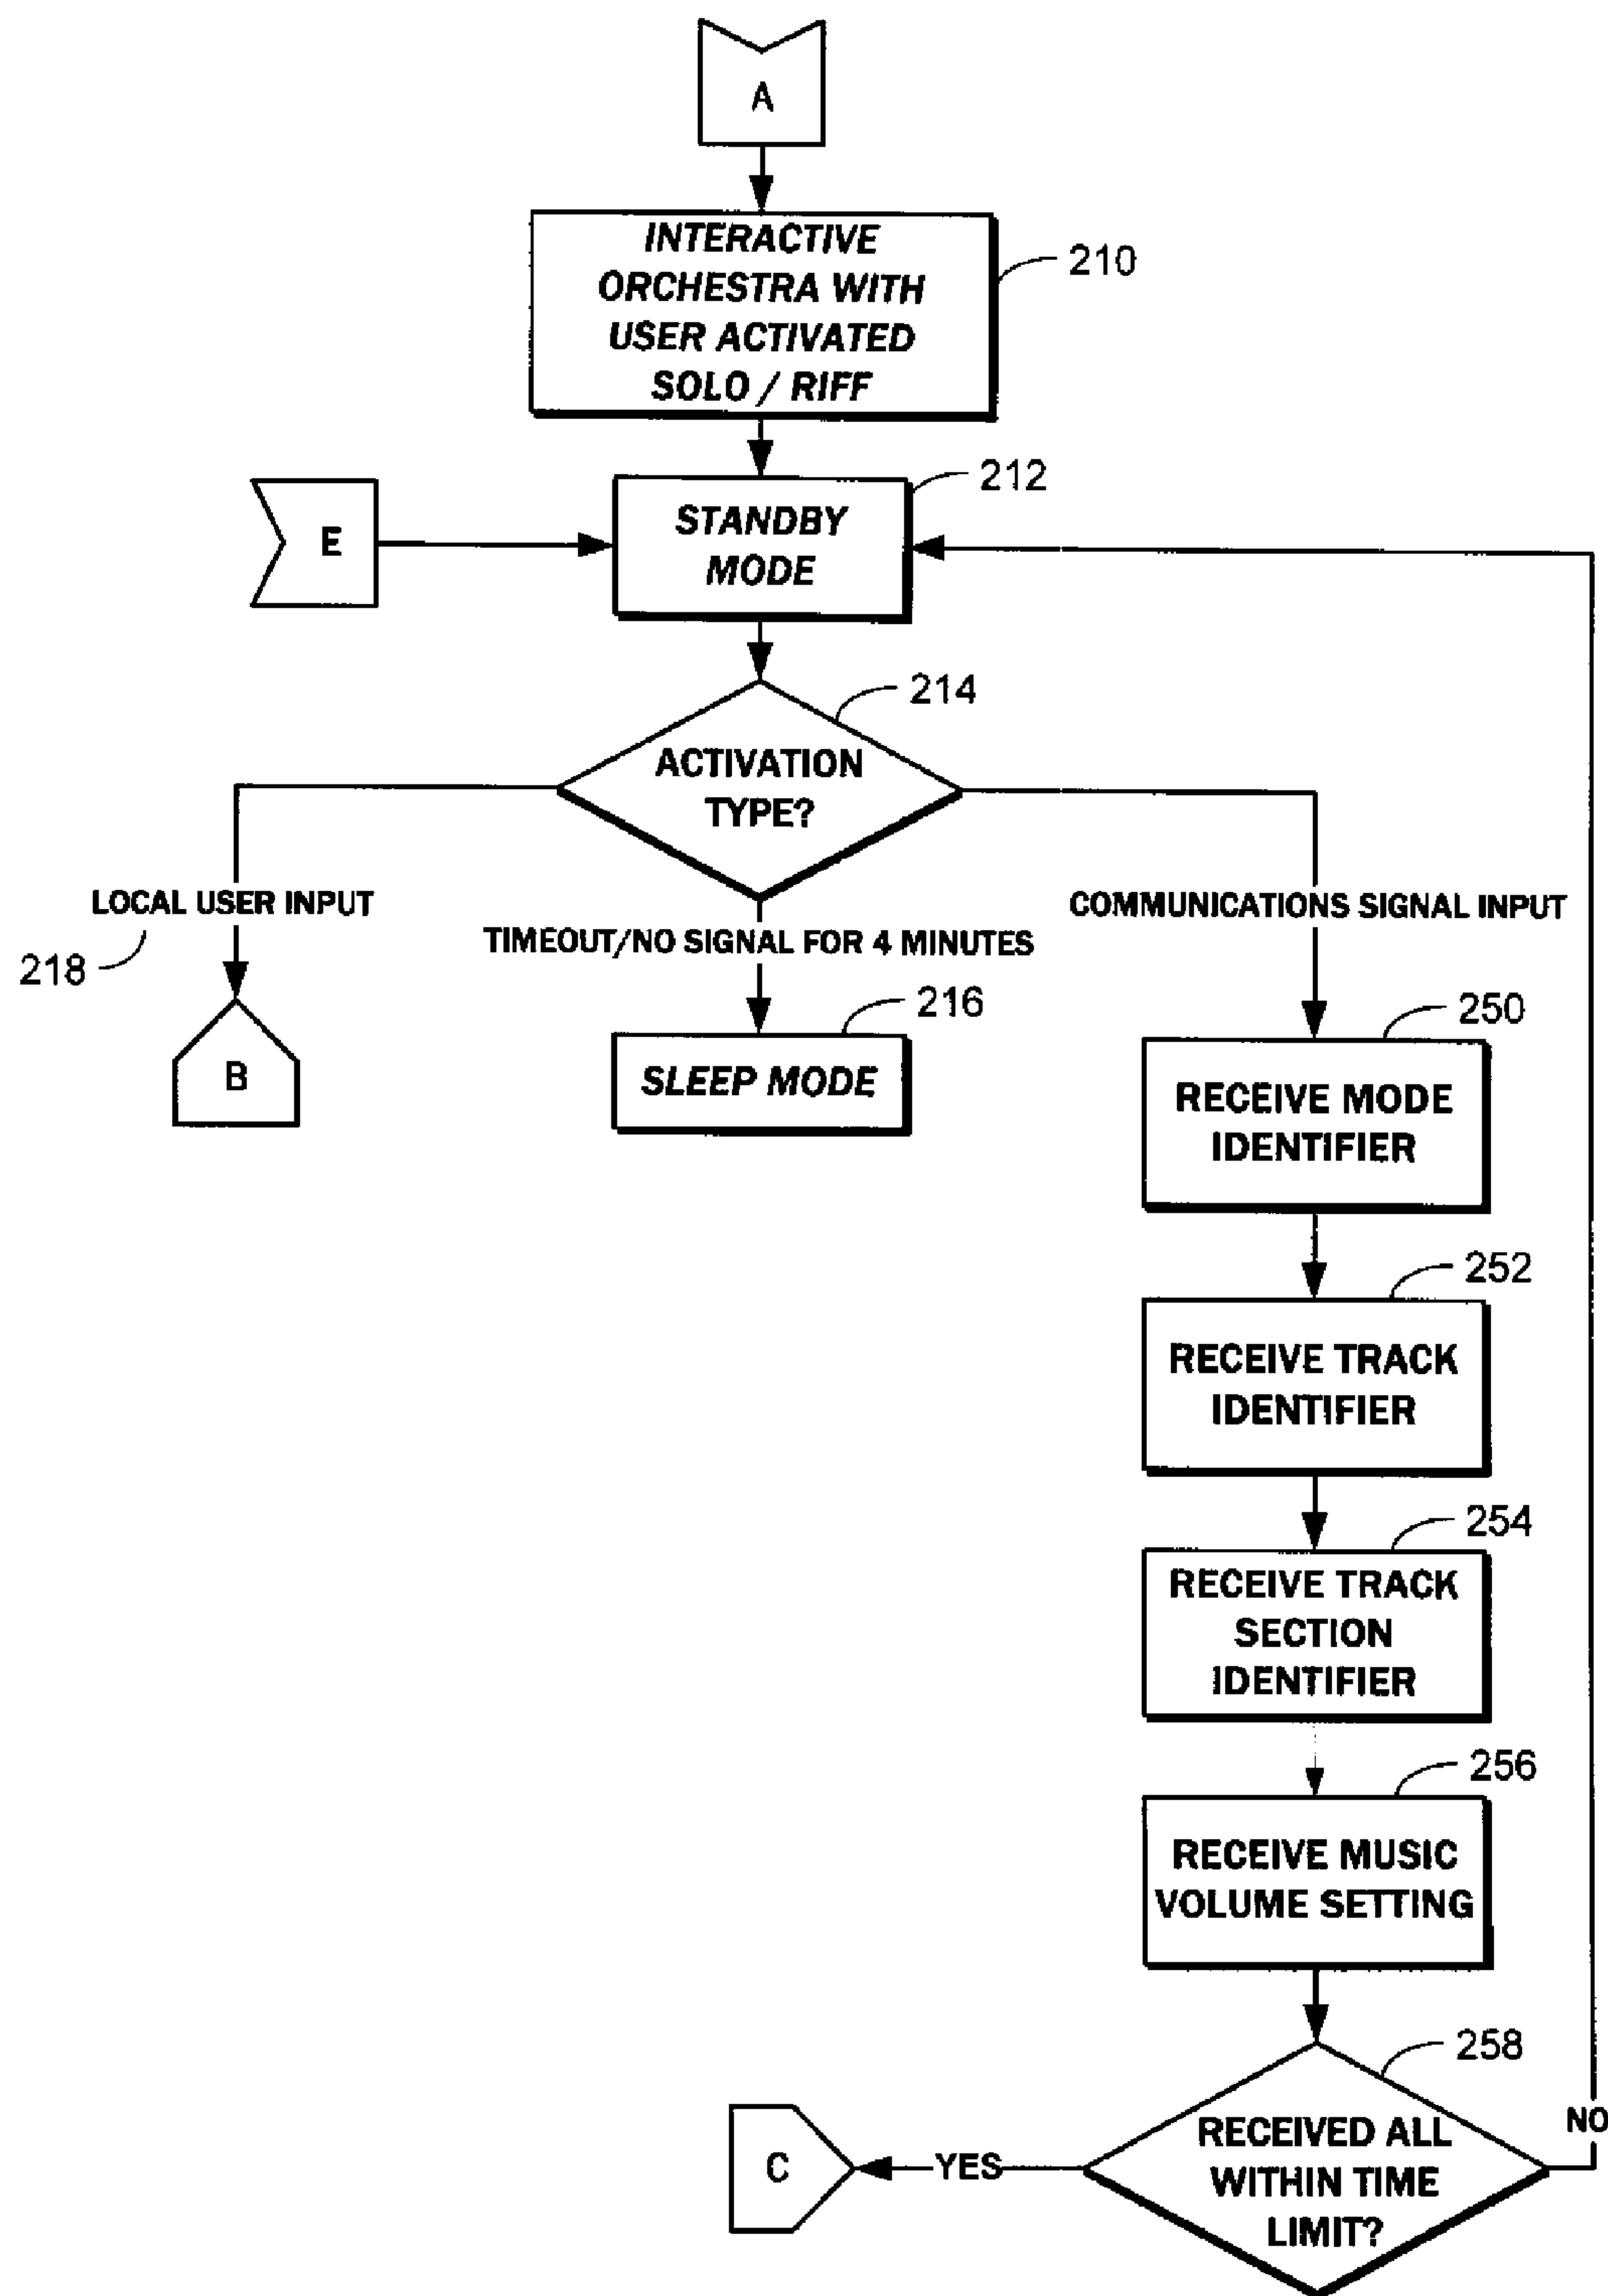 A
INTERACTIVE
ORCHESTRA WITH
USER ACTIVATED
SOLO / RIFF
210
212
E
STANDBY
MODE
214
ACTIVATION
TYPE?
LOCAL USER INPUT
218
TIMEOUT/NO SIGNAL FOR 4 MINUTES
COMMUNICATIONS SIGNAL INPUT
B
216
SLEEP MODE
250
RECEIVE MODE
IDENTIFIER
252
RECEIVE TRACK
IDENTIFIER
254
RECEIVE TRACK
SECTION
IDENTIFIER
256
RECEIVE MUSIC
VOLUME SETTING
258
RECEIVED ALL
WITHIN TIME
LIMIT?
NO
YES
C